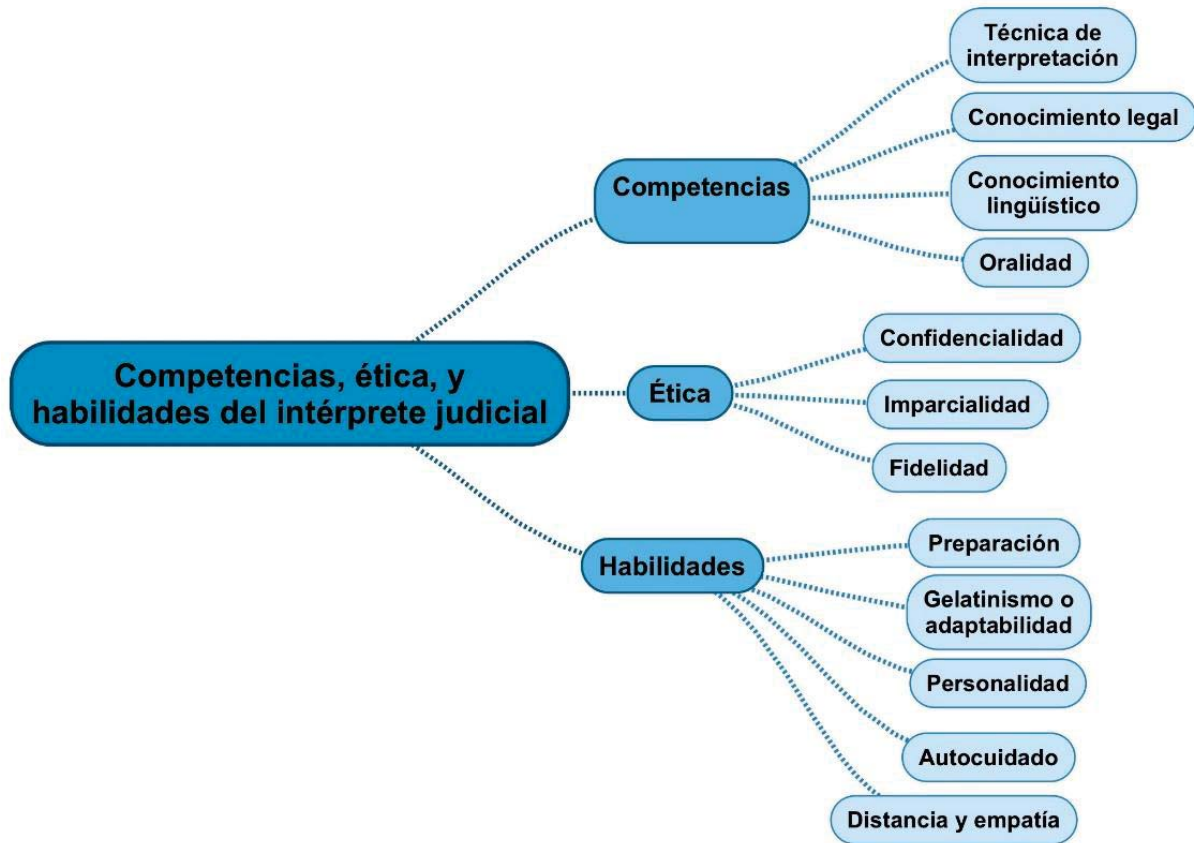 Competencias, ética, y
habilidades del intérprete judicial
Competencias
Técnica de
interpretación
Conocimiento legal
Conocimiento
lingüístico
Oralidad
Ética
Confidencialidad
Imparcialidad
Fidelidad
Habilidades
Preparación
Gelatinismo o
adaptabilidad
Personalidad
Autocuidado
Distancia y empatía